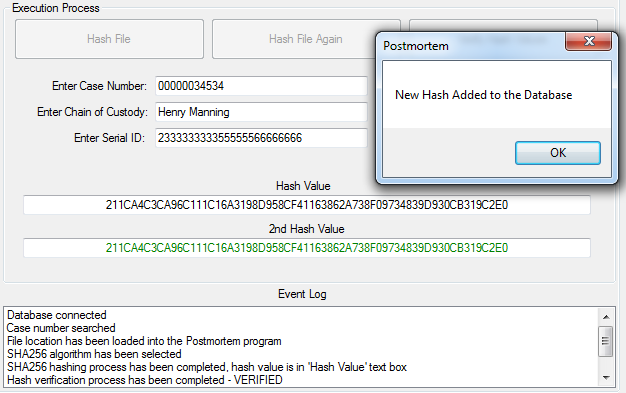 Execution Process
Hash File
Hash File Again
Postmortem
New Hash Added to the Database
OK
Enter Case Number: 00000034534
Enter Chain of Custody: Henry Manning
Enter Serial ID: 233333333355555566666666
Hash Value
211CA4C3CA96C111C16A3198D958CF41163862A738F09734839D930CB319C2E0
2nd Hash Value
211CA4C3CA96C111C16A3198D958CF41163862A738F09734839D930CB319C2E0
Event Log
Database connected
Case number searched
File location has been loaded into the Postmortem program
SHA256 algorithm has been selected
SHA256 hashing process has been completed, hash value is in 'Hash Value' text box
Hash verification process has been completed - VERIFIED